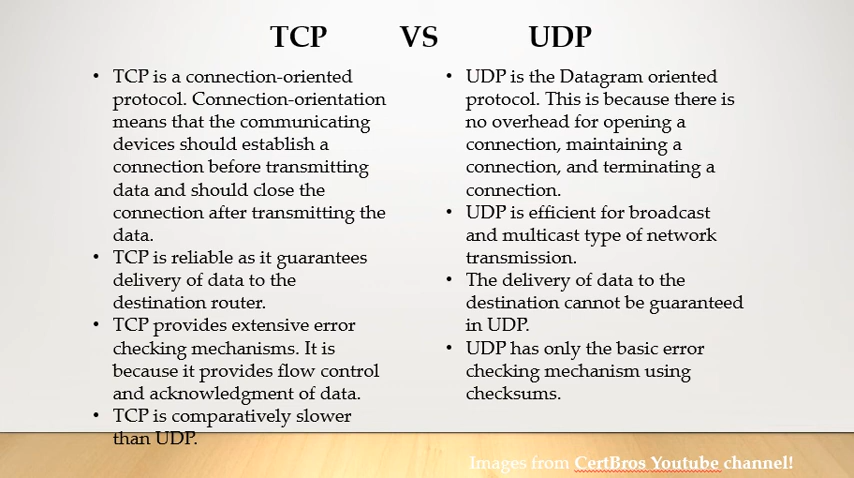 TCP VS UDP
• TCP is a connection-oriented
protocol. Connection-orientation
means that the communicating
devices should establish a
connection before transmitting
data and should close the
connection after transmitting the
data.
• TCP is reliable as it guarantees
delivery of data to the
destination router.
• TCP provides extensive error
checking mechanisms. It is
because it provides flow control
and acknowledgment of data.
• TCP is comparatively slower
than UDP.
• UDP is the Datagram oriented
protocol. This is because there is
no overhead for opening a
connection, maintaining a
connection, and terminating a
connection.
• UDP is efficient for broadcast
and multicast type of network
transmission.
• The delivery of data to the
destination cannot be guaranteed
in UDP.
• UDP has only the basic error
checking mechanism using
checksums.
Images from CertBros Youtube channel!